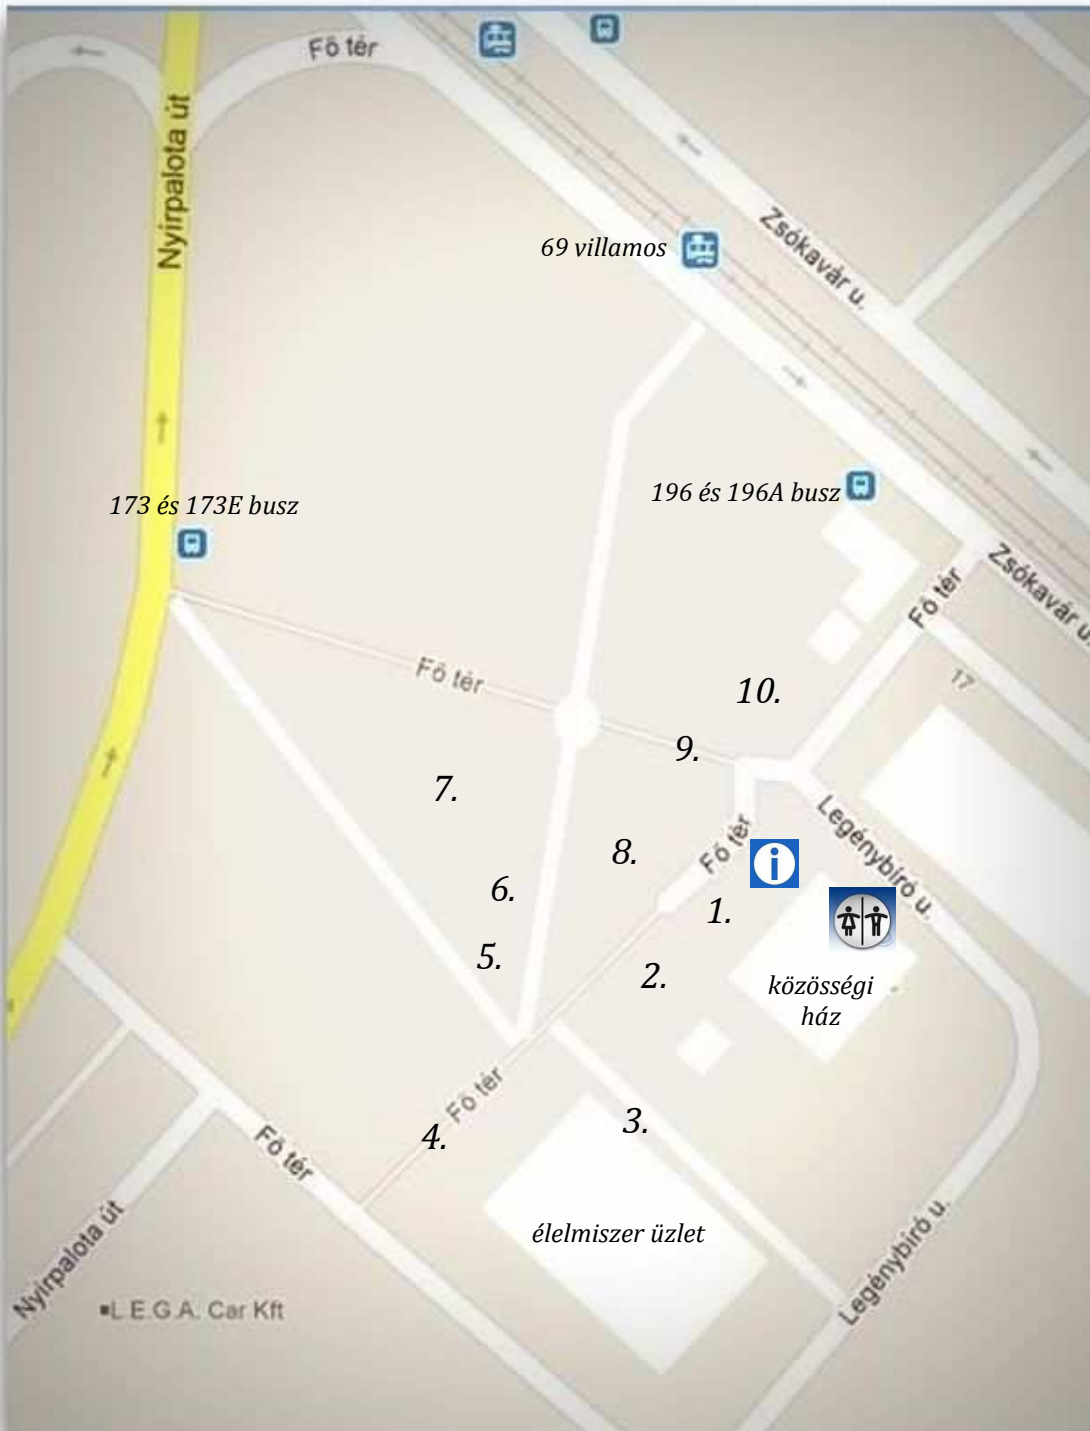 Fő tér
Nyírpalota út
69 villamos
Zsókavár u.
173 és 173E busz
196 és 196A busz
Zsókavár u.
Fő tér
Fő tér
17
10.
9.
7.
Legénybíró u.
8.
Fő tér
i
6.
1.
5.
2.
közösségi
ház
Fő tér
3.
4.
Fő tér
élelmiszer üzlet
Nyírpalota út
L.E.G.A. Car Kft
Legénybíró u.